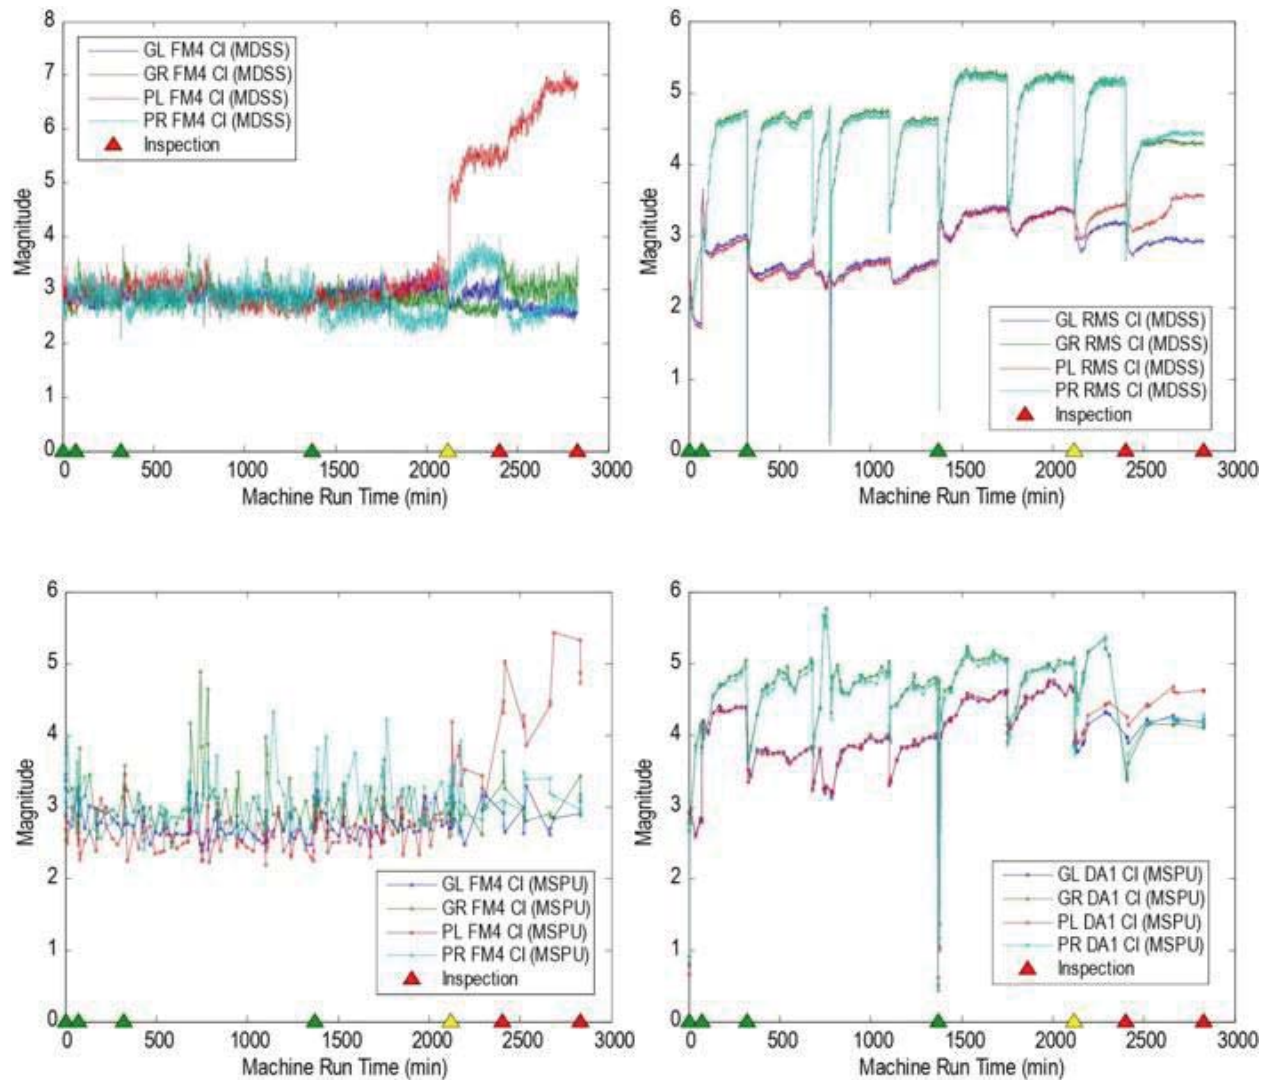 8
7
6
5
4
3
2
1
0
Magnitude
GL FM4 CI (MDSS)
GR FM4 CI (MDSS)
PL FM4 CI (MDSS)
PR FM4 CI (MDSS)
Inspection
0 500 1000 1500 2000 2500 3000
Machine Run Time (min)
6
5
4
3
2
1
0
Magnitude
GL RMS CI (MDSS)
GR RMS CI (MDSS)
PL RMS CI (MDSS)
PR RMS CI (MDSS)
Inspection
0 500 1000 1500 2000 2500 3000
Machine Run Time (min)
6
5
4
3
2
1
0
Magnitude
GL FM4 CI (MSPU)
GR FM4 CI (MSPU)
PL FM4 CI (MSPU)
PR FM4 CI (MSPU)
Inspection
0 500 1000 1500 2000 2500 3000
Machine Run Time (min)
6
5
4
3
2
1
0
Magnitude
GL DA1 CI (MSPU)
GR DA1 CI (MSPU)
PL DA1 CI (MSPU)
PR DA1 CI (MSPU)
Inspection
0 500 1000 1500 2000 2500 3000
Machine Run Time (min)